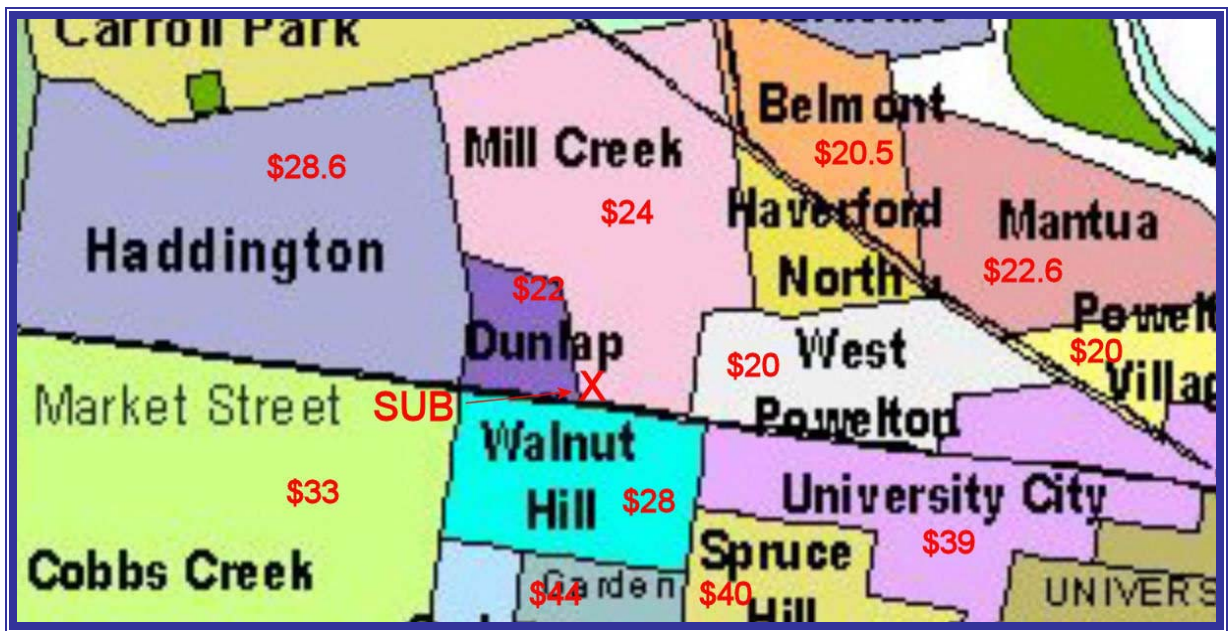 Carroll Park
Belmont
$20.5
Mill Creek
$28.6
$24
Haverford
North
Mantua
$22.6
Haddington
$22
Dunlap
West
$20
Powelton
Powelt
$20
Villag
Market Street
SUB
X
Walnut
Hill
$28
$33
University City
$39
Cobbs Creek
Spruce
Hill
$40
Garden
$44
UNIVERS